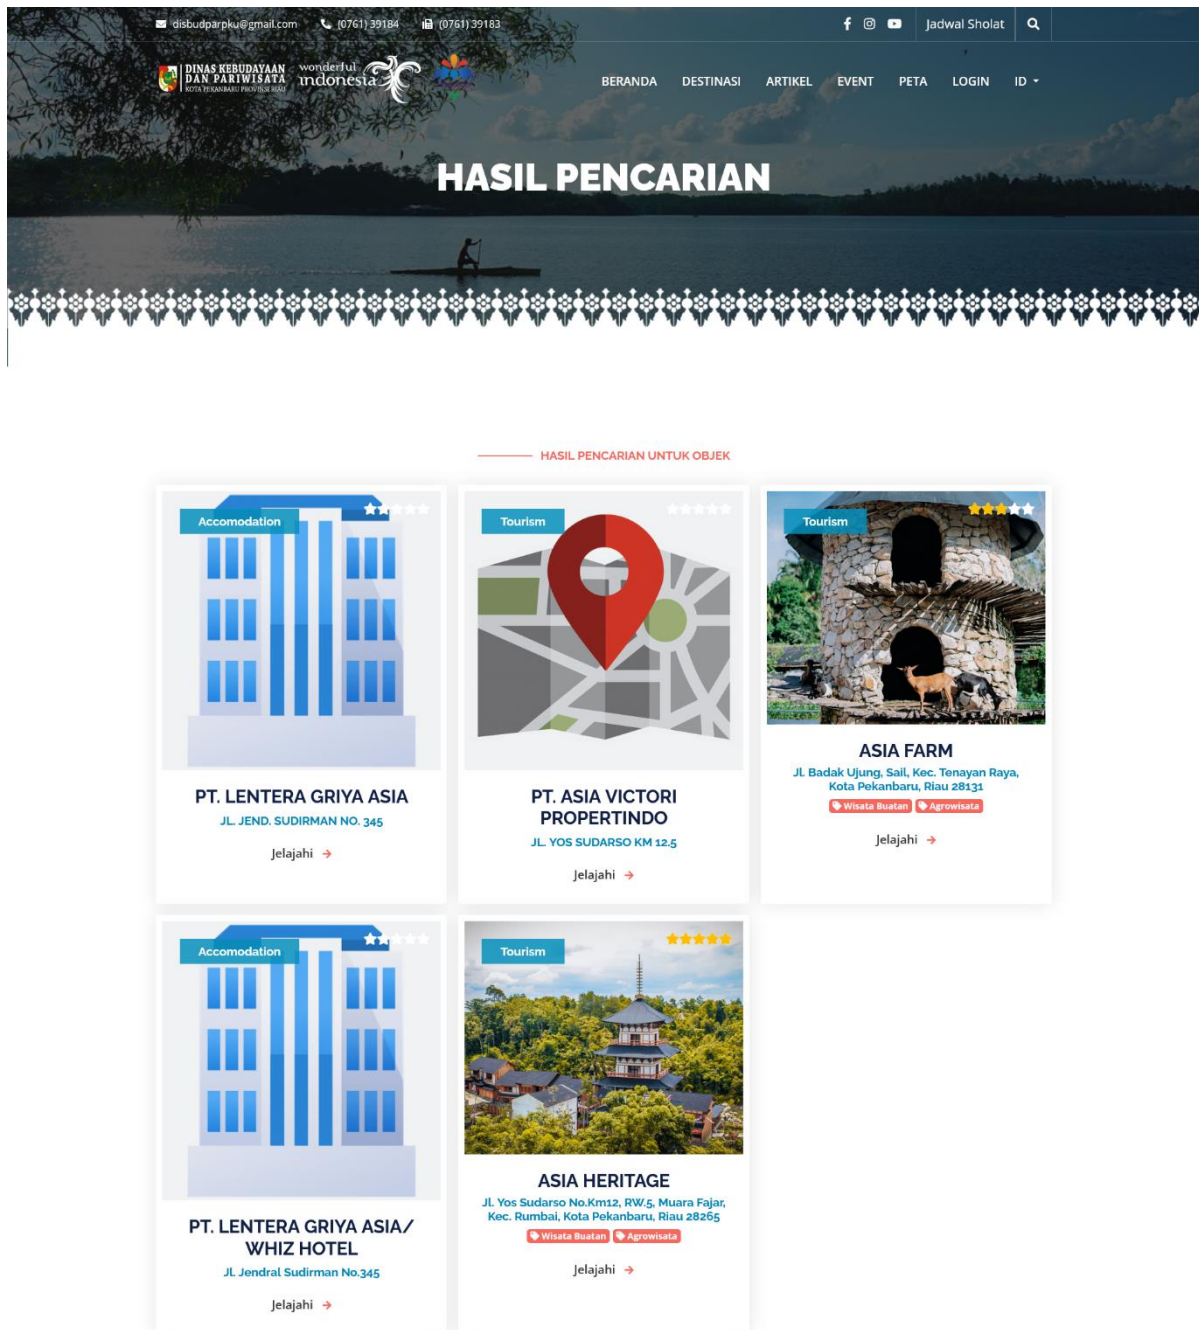 disbudparpku@gmail.com (0761) 39184 (0761) 39183
Jadwal Sholat
DINAS KEBUDAYAAN
DAN PARIWISATA
KOTA PEKANBARU PROVINSI RIAU
wonderful
indonesia
BERANDA DESTINASI ARTIKEL EVENT PETA LOGIN ID
HASIL PENCARIAN
HASIL PENCARIAN UNTUK OBJEK
Accomodation
PT. LENTERA GRIYA ASIA
JL. JEND. SUDIRMAN NO. 345
Jelajahi
Tourism
PT. ASIA VICTORI
PROPERTINDO
JL. YOS SUDARSO KM 12.5
Jelajahi
Tourism
ASIA FARM
Jl. Badak Ujung, Sail, Kec. Tenayan Raya,
Kota Pekanbaru, Riau 28131
Wisata Buatan Agrowisata
Jelajahi
Accomodation
PT. LENTERA GRIYA ASIA/
WHIZ HOTEL
Jl. Jendral Sudirman No.345
Jelajahi
Tourism
ASIA HERITAGE
Jl. Yos Sudarso No.Km12, RW.5, Muara Fajar,
Kec. Rumbai, Kota Pekanbaru, Riau 28265
Wisata Buatan Agrowisata
Jelajahi